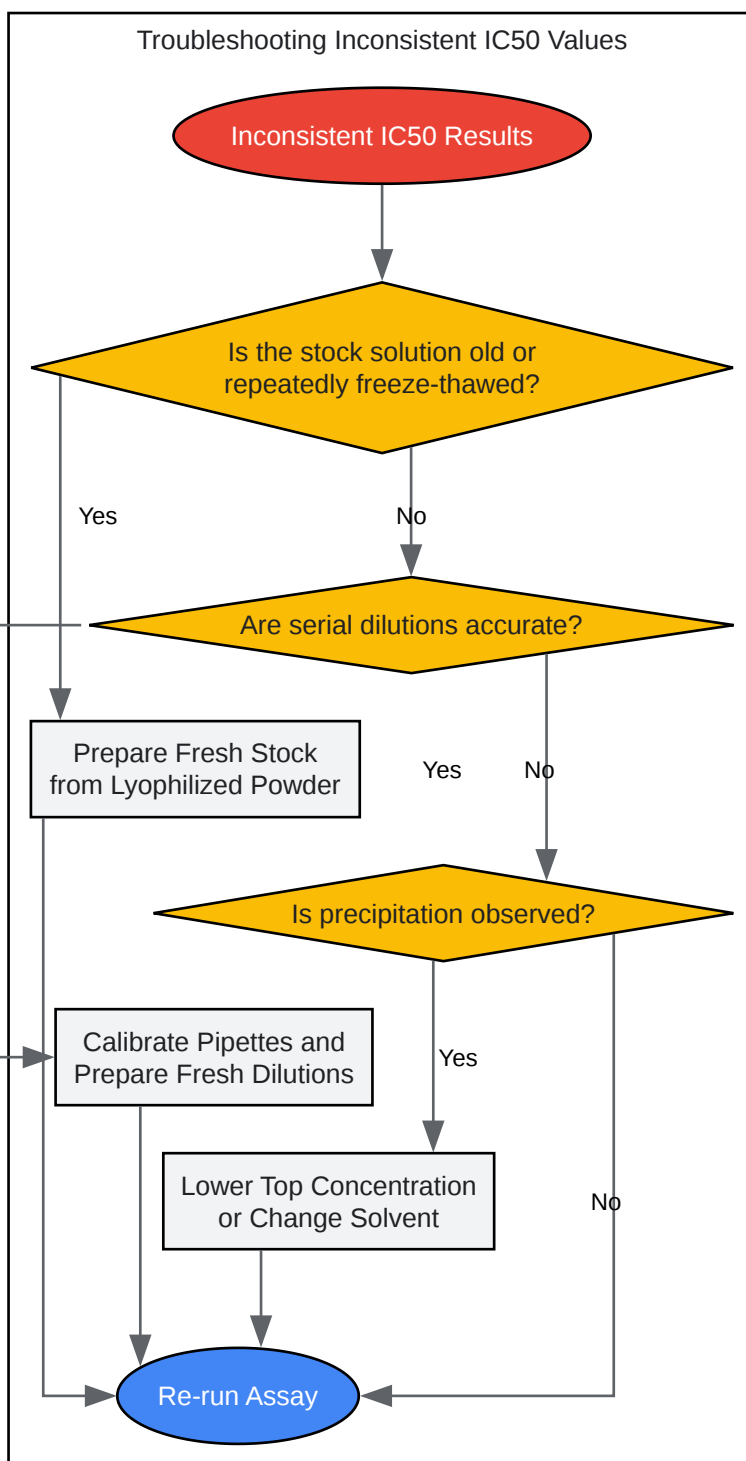 Troubleshooting Inconsistent IC50 Values
Inconsistent IC50 Results
Is the stock solution old or
repeatedly freeze-thawed?
Yes
No
Are serial dilutions accurate?
Prepare Fresh Stock
from Lyophilized Powder
Yes
No
Is precipitation observed?
Calibrate Pipettes and
Prepare Fresh Dilutions
Yes
Lower Top Concentration
or Change Solvent
No
Re-run Assay